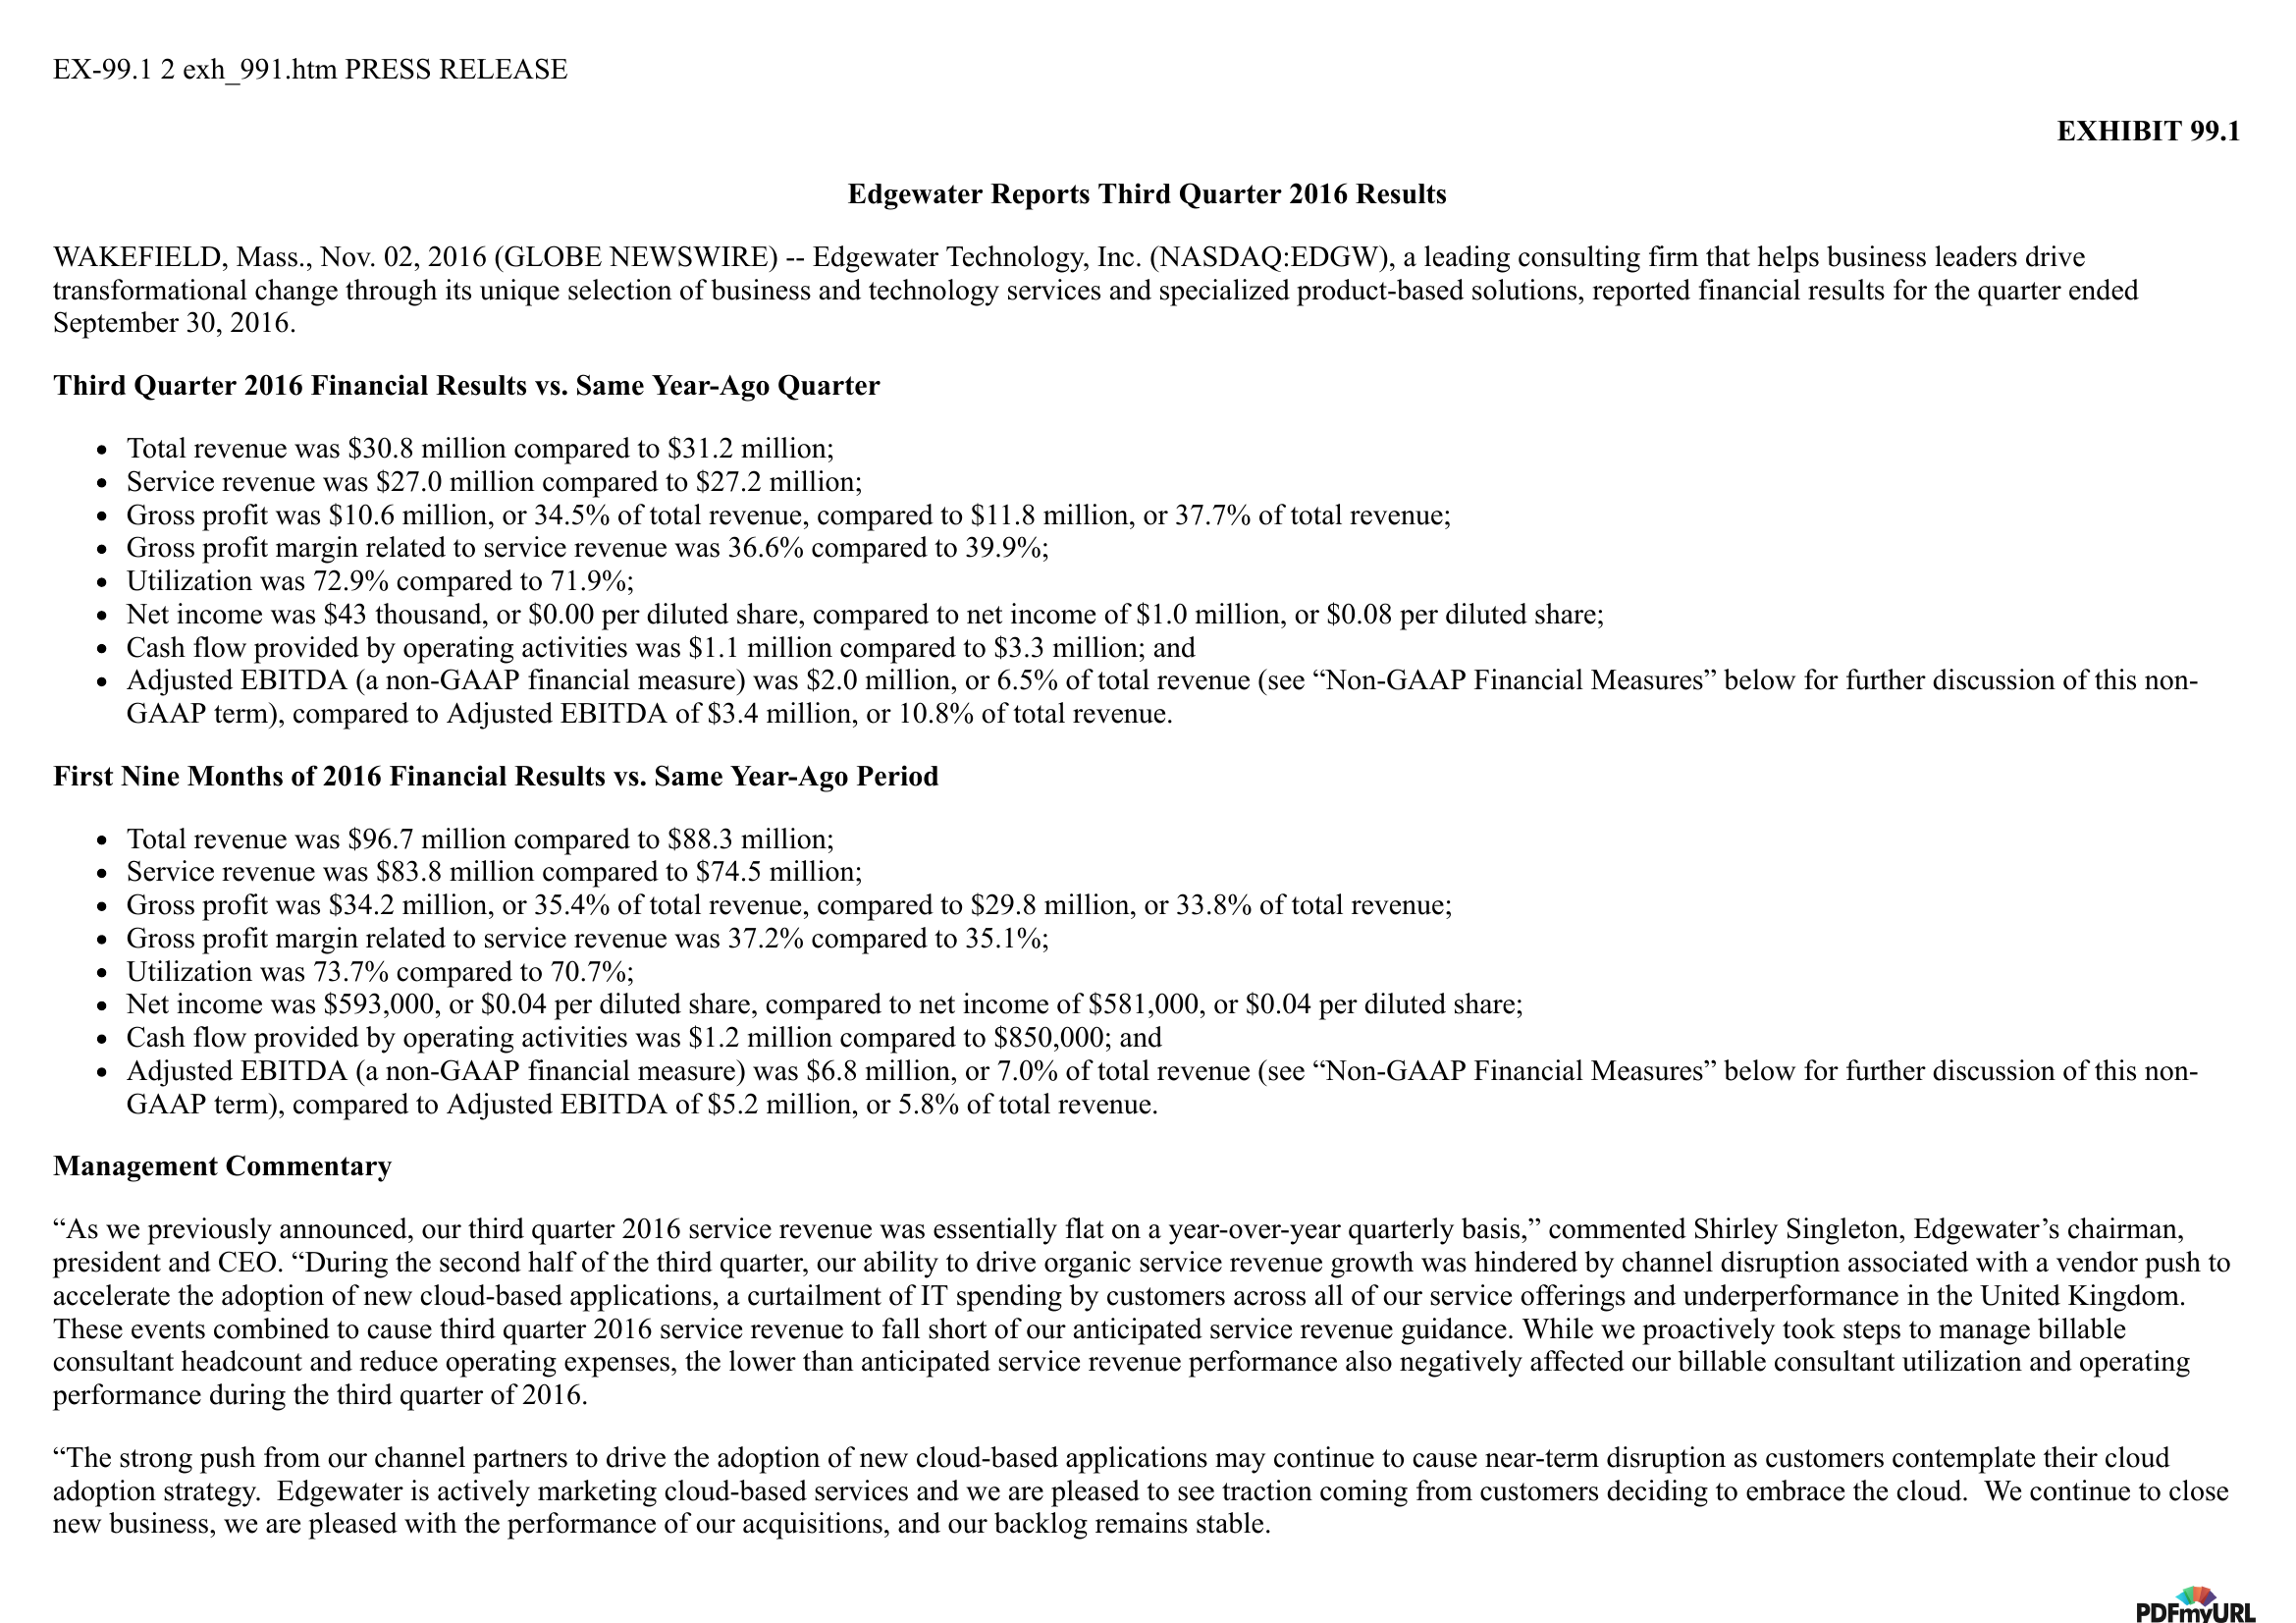 EX-99.1 2 exh_991.htm PRESS RELEASE
EXHIBIT 99.1
Edgewater Reports Third Quarter 2016 Results
WAKEFIELD, Mass., Nov. 02, 2016 (GLOBE NEWSWIRE) -- Edgewater Technology, Inc. (NASDAQ:EDGW), a leading consulting firm that helps business leaders drive
transformational change through its unique selection of business and technology services and specialized product-based solutions, reported financial results for the quarter ended
September 30, 2016.
Third Quarter 2016 Financial Results vs. Same Year-Ago Quarter
• Total revenue was $30.8 million compared to $31.2 million;
• Service revenue was $27.0 million compared to $27.2 million;
• Gross profit was $10.6 million, or 34.5% of total revenue, compared to $11.8 million, or 37.7% of total revenue;
• Gross profit margin related to service revenue was 36.6% compared to 39.9%;
• Utilization was 72.9% compared to 71.9%;
• Net income was $43 thousand, or $0.00 per diluted share, compared to net income of $1.0 million, or $0.08 per diluted share;
• Cash flow provided by operating activities was $1.1 million compared to $3.3 million; and
• Adjusted EBITDA (a non-GAAP financial measure) was $2.0 million, or 6.5% of total revenue (see “Non-GAAP Financial Measures” below for further discussion of this non-
GAAP term), compared to Adjusted EBITDA of $3.4 million, or 10.8% of total revenue.
First Nine Months of 2016 Financial Results vs. Same Year-Ago Period
• Total revenue was $96.7 million compared to $88.3 million;
• Service revenue was $83.8 million compared to $74.5 million;
• Gross profit was $34.2 million, or 35.4% of total revenue, compared to $29.8 million, or 33.8% of total revenue;
• Gross profit margin related to service revenue was 37.2% compared to 35.1%;
• Utilization was 73.7% compared to 70.7%;
• Net income was $593,000, or $0.04 per diluted share, compared to net income of $581,000, or $0.04 per diluted share;
• Cash flow provided by operating activities was $1.2 million compared to $850,000; and
• Adjusted EBITDA (a non-GAAP financial measure) was $6.8 million, or 7.0% of total revenue (see “Non-GAAP Financial Measures” below for further discussion of this non-
GAAP term), compared to Adjusted EBITDA of $5.2 million, or 5.8% of total revenue.
Management Commentary
“As we previously announced, our third quarter 2016 service revenue was essentially flat on a year-over-year quarterly basis,” commented Shirley Singleton, Edgewater’s chairman,
president and CEO. “During the second half of the third quarter, our ability to drive organic service revenue growth was hindered by channel disruption associated with a vendor push to
accelerate the adoption of new cloud-based applications, a curtailment of IT spending by customers across all of our service offerings and underperformance in the United Kingdom.
These events combined to cause third quarter 2016 service revenue to fall short of our anticipated service revenue guidance. While we proactively took steps to manage billable
consultant headcount and reduce operating expenses, the lower than anticipated service revenue performance also negatively affected our billable consultant utilization and operating
performance during the third quarter of 2016.
“The strong push from our channel partners to drive the adoption of new cloud-based applications may continue to cause near-term disruption as customers contemplate their cloud
adoption strategy.  Edgewater is actively marketing cloud-based services and we are pleased to see traction coming from customers deciding to embrace the cloud.  We continue to close
new business, we are pleased with the performance of our acquisitions, and our backlog remains stable.
PDFmyURL